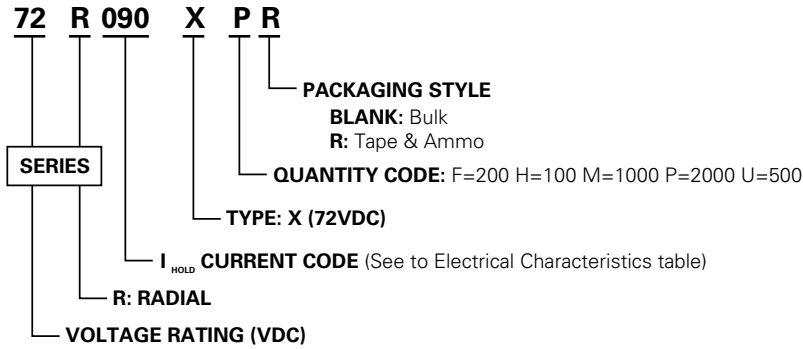 72 R 090 X P R
PACKAGING STYLE
BLANK: Bulk
R: Tape & Ammo
SERIES
QUANTITY CODE: F=200 H=100 M=1000 P=2000 U=500
TYPE: X (72VDC)
I HOLD CURRENT CODE (See to Electrical Characteristics table)
R: RADIAL
VOLTAGE RATING (VDC)